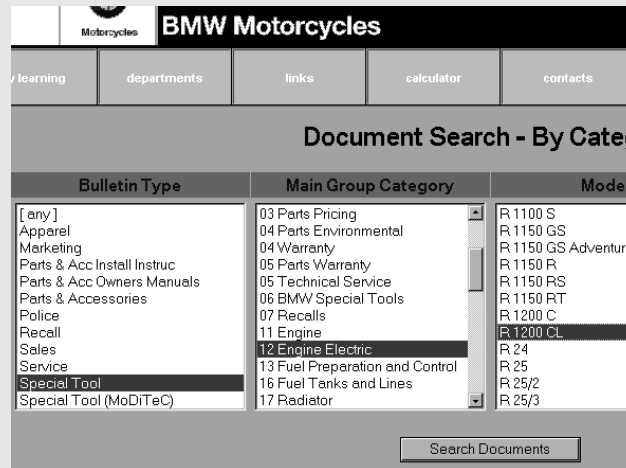 Motorcycles
BMW Motorcycles
learning
departments
links
calculator
contacts
Document Search - By Cate
Bulletin Type
[any]
Apparel
Marketing
Parts & Acc Install Instruc
Parts & Acc Owners Manuals
Parts & Accessories
Police
Recall
Sales
Service
Special Tool
Special Tool (MoDiTeC)
Main Group Category
03 Parts Pricing
04 Parts Environmental
04 Warranty
05 Parts Warranty
05 Technical Service
06 BMW Special Tools
07 Recalls
11 Engine
12 Engine Electric
13 Fuel Preparation and Control
16 Fuel Tanks and Lines
17 Radiator
Mode
R 1100 S
R 1150 GS
R 1150 GS Adventur
R 1150 R
R 1150 RS
R 1150 RT
R 1200 C
R 1200 CL
R 24
R 25
R 25/2
R 25/3
Search Documents